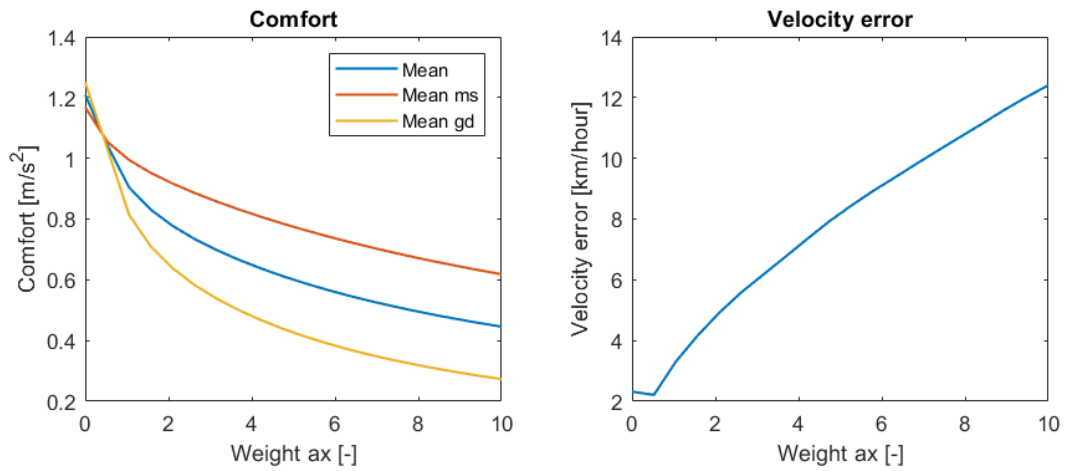 Comfort
1.4
1.2
1
0.8
0.6
0.4
0.2
Comfort [m/s²]
0 2 4 6 8 10
Weight ax [-]
Mean
Mean ms
Mean gd
Velocity error
14
12
10
8
6
4
2
Velocity error [km/hour]
0 2 4 6 8 10
Weight ax [-]